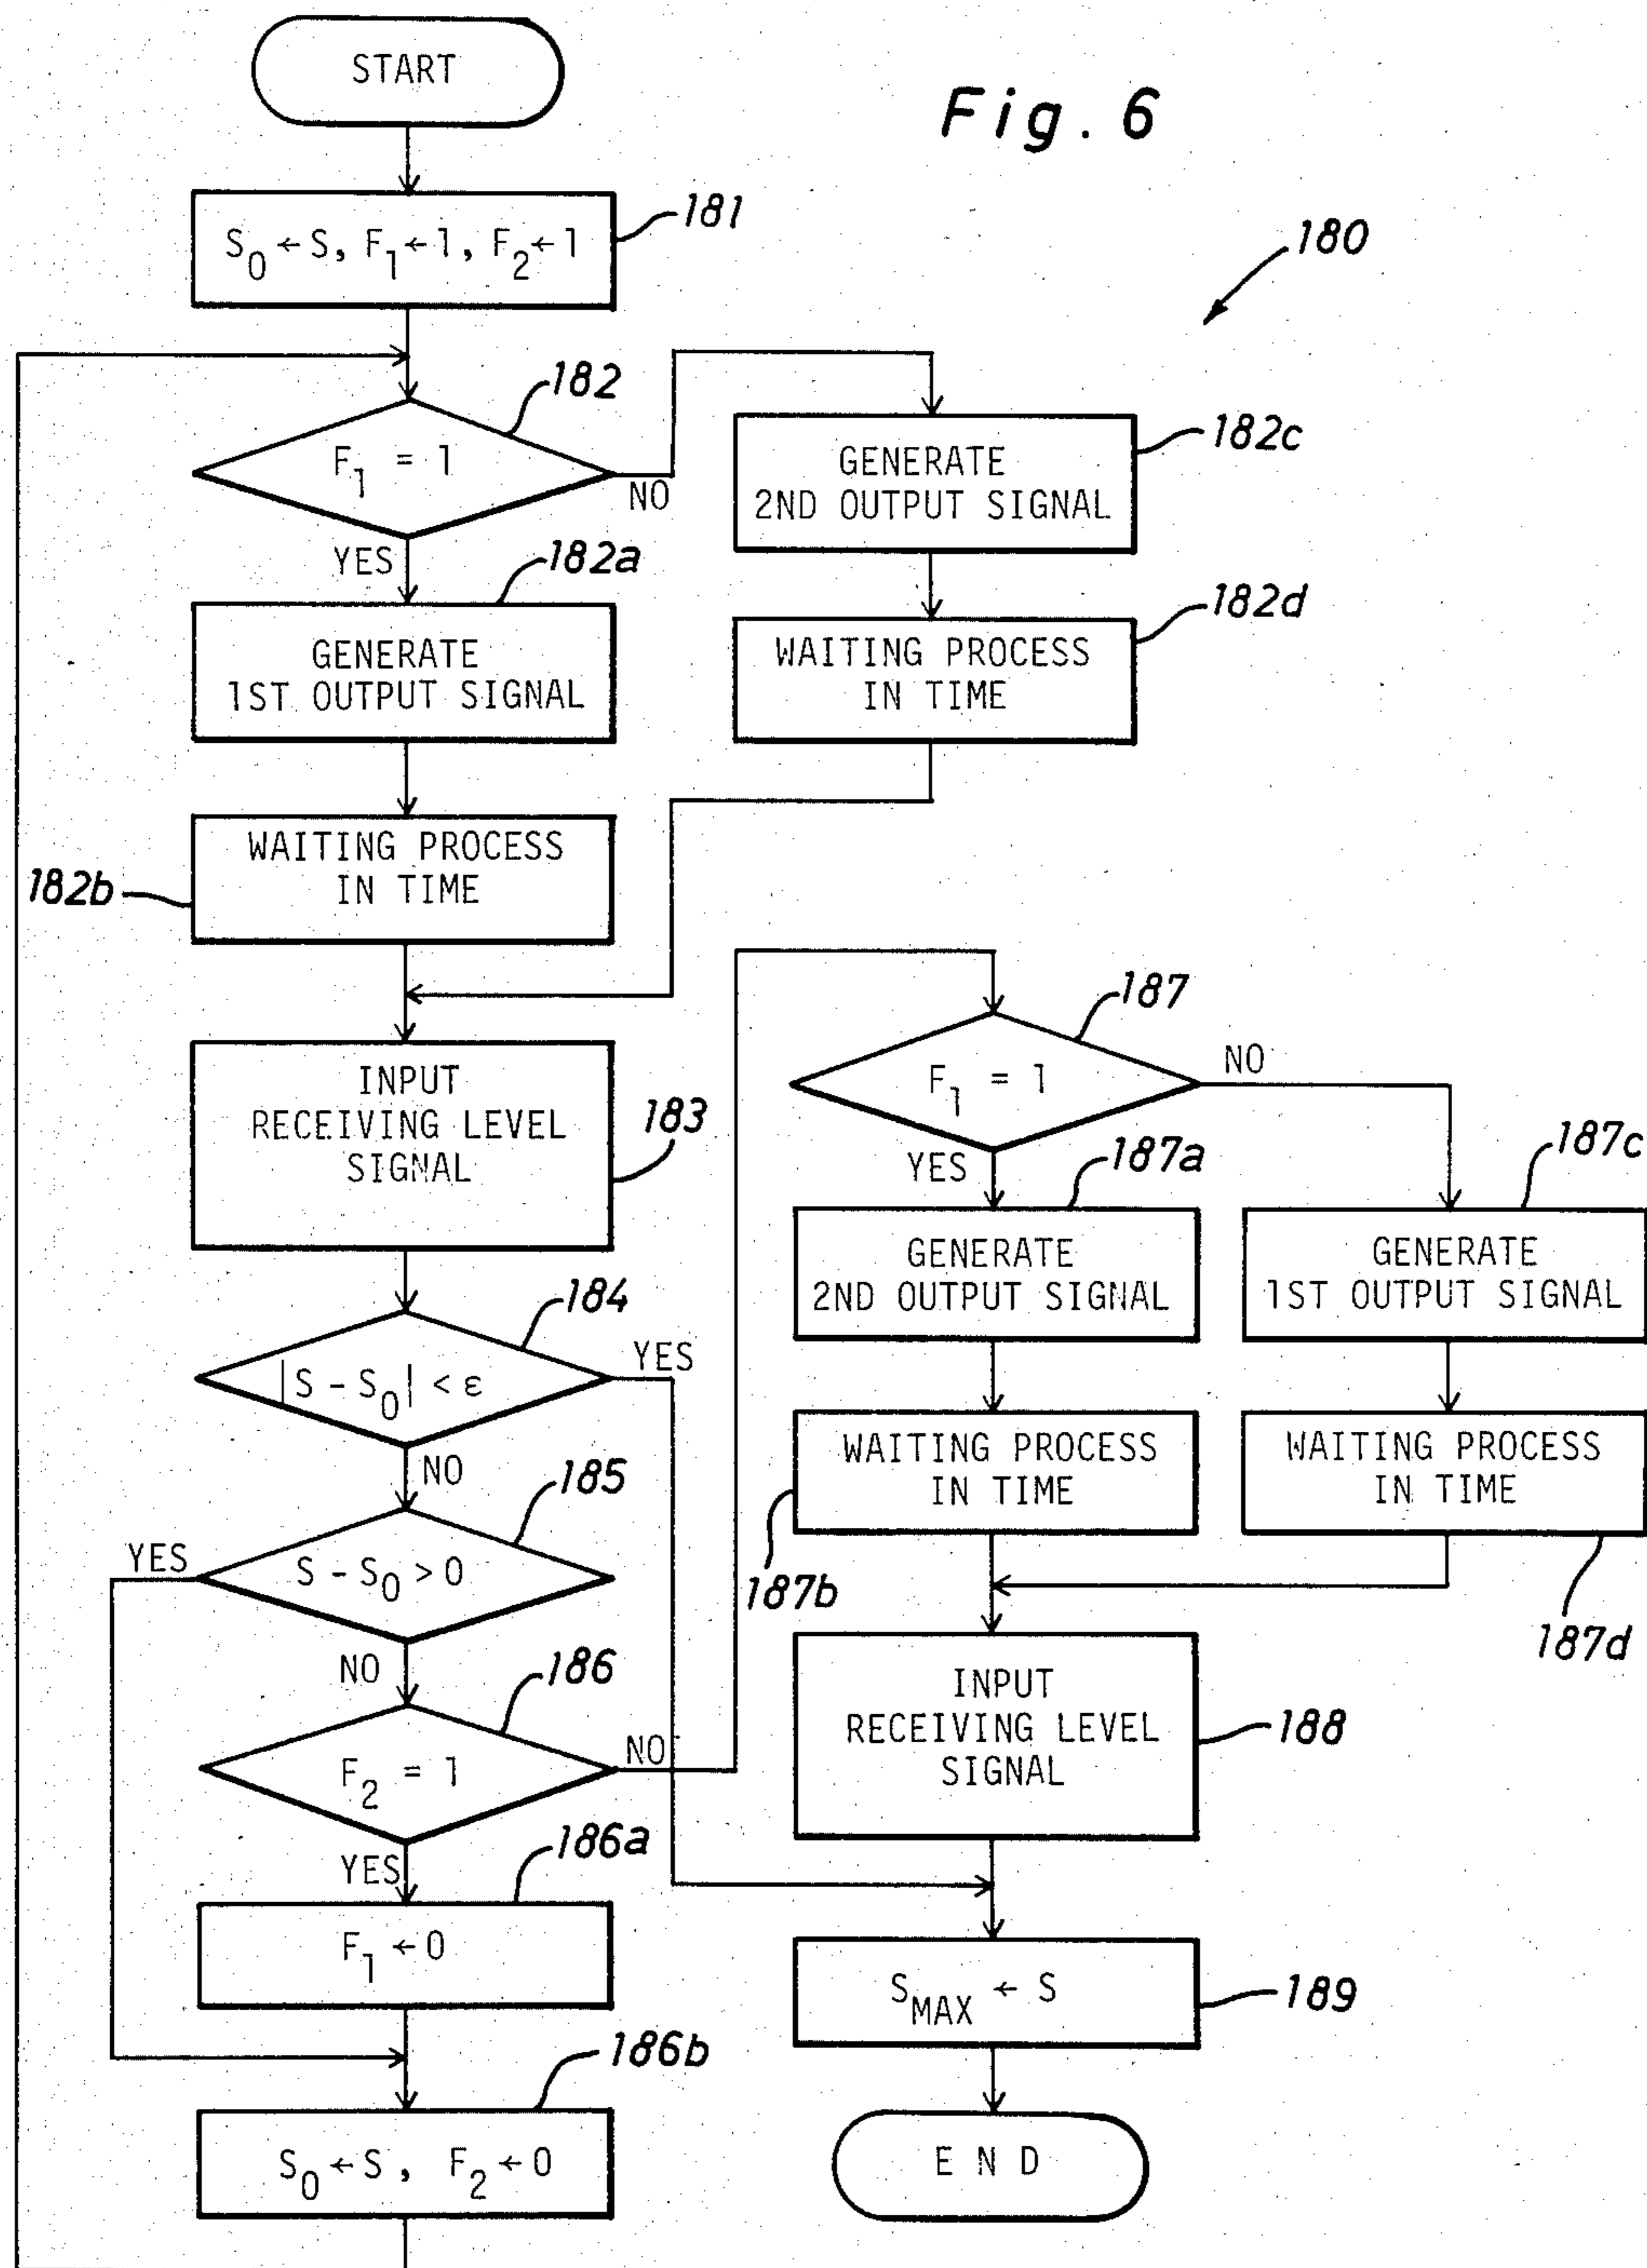 START
Fig. 6
S0 ← S, F1 ← 1, F2 ← 1
181
180
182
F1 = 1
NO
YES
182c
GENERATE
2ND OUTPUT SIGNAL
182a
GENERATE
1ST OUTPUT SIGNAL
182d
WAITING PROCESS
IN TIME
182b
WAITING PROCESS
IN TIME
183
INPUT
RECEIVING LEVEL
SIGNAL
184
|S - S0| < ε
YES
NO
185
S - S0 > 0
YES
NO
186
F2 = 1
NO
YES
186a
F1 ← 0
186b
S0 ← S, F2 ← 0
187
F1 = 1
NO
YES
187a
GENERATE
2ND OUTPUT SIGNAL
187c
GENERATE
1ST OUTPUT SIGNAL
WAITING PROCESS
IN TIME
187b
WAITING PROCESS
IN TIME
187d
INPUT
RECEIVING LEVEL
SIGNAL
188
SMAX ← S
189
END